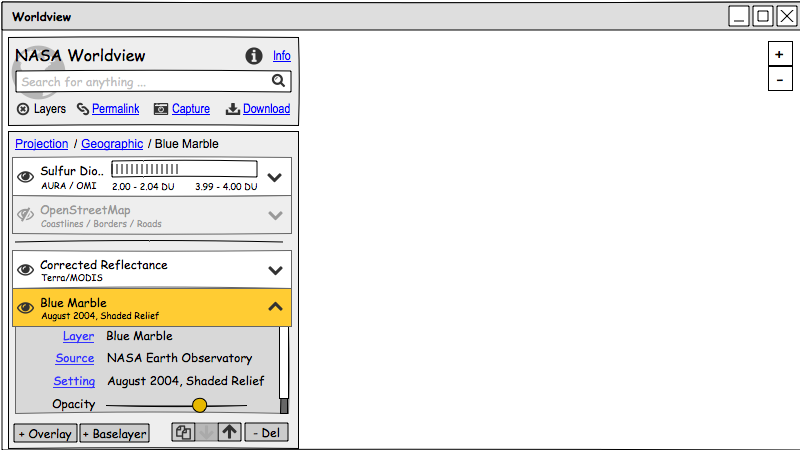 Worldview
NASA Worldview Info
Search for anything ...
Layers Permalink Capture Download
Projection / Geographic / Blue Marble
Sulfur Dio..
AURA / OMI 2.00 - 2.04 DU 3.99 - 4.00 DU
OpenStreetMap
Coastlines / Borders / Roads
Corrected Reflectance
Terra/MODIS
Blue Marble
August 2004, Shaded Relief
Layer Blue Marble
Source NASA Earth Observatory
Setting August 2004, Shaded Relief
Opacity
+ Overlay + Baselayer - Del
+
-